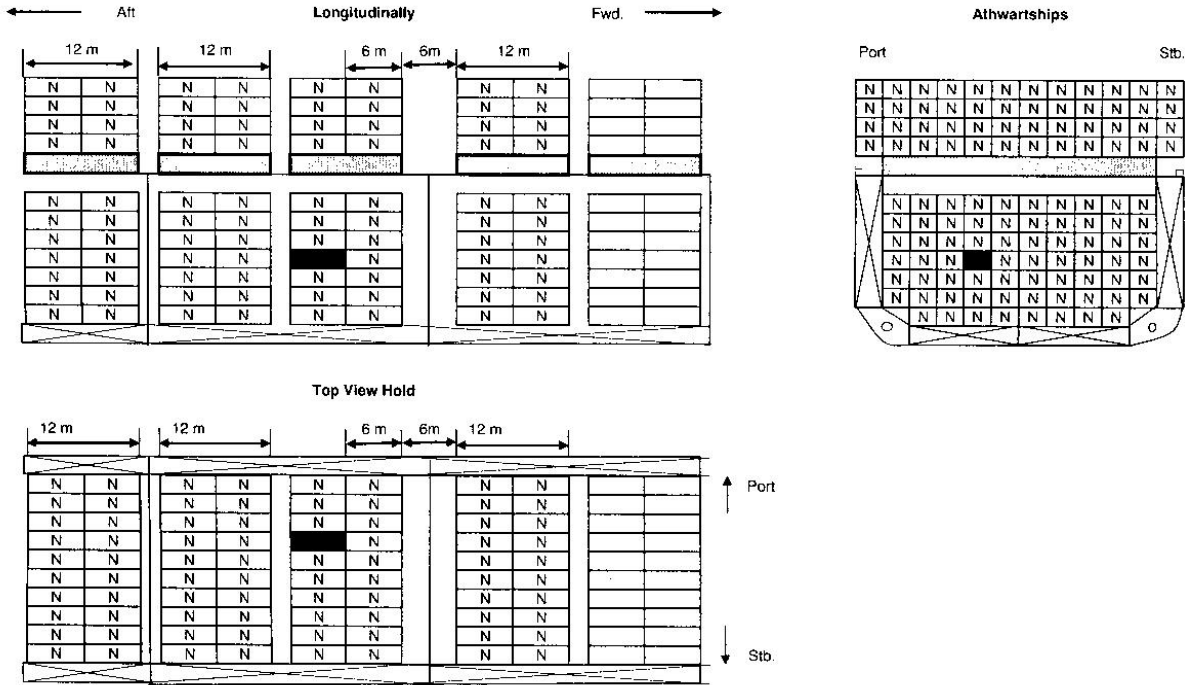 Aft Longitudinally Fwd. Athwartships
12 m 12 m 6 m 6m 12 m Port Stb.
N N N N N N N N N N N N N N N N N N N N
N N N N N N N N N N N N N N N N N N N N
N N N N N N N N N N N N N N N N N N N N
N N N N N N N N N N N N N N N N N N N N
N N N N N N N N N N N N N N N N N N
N N N N N N N N N N N N N N N N N N
N N N N N N N N N N N N N N N N N N
N N N N N N N N N N N N N N N N
N N N N N N N N N N N N N N N N N N
N N N N N N N N N N N N N N N N N N
N N N N N N N N N N N N N N N N
Top View Hold
12 m 12 m 6 m 6m 12 m
N N N N N N N N Port
N N N N N N N N
N N N N N N N N
N N N N N N N
N N N N N N N N
N N N N N N N N
N N N N N N N N
N N N N N N N N
N N N N N N N N
N N N N N N N N Stb.